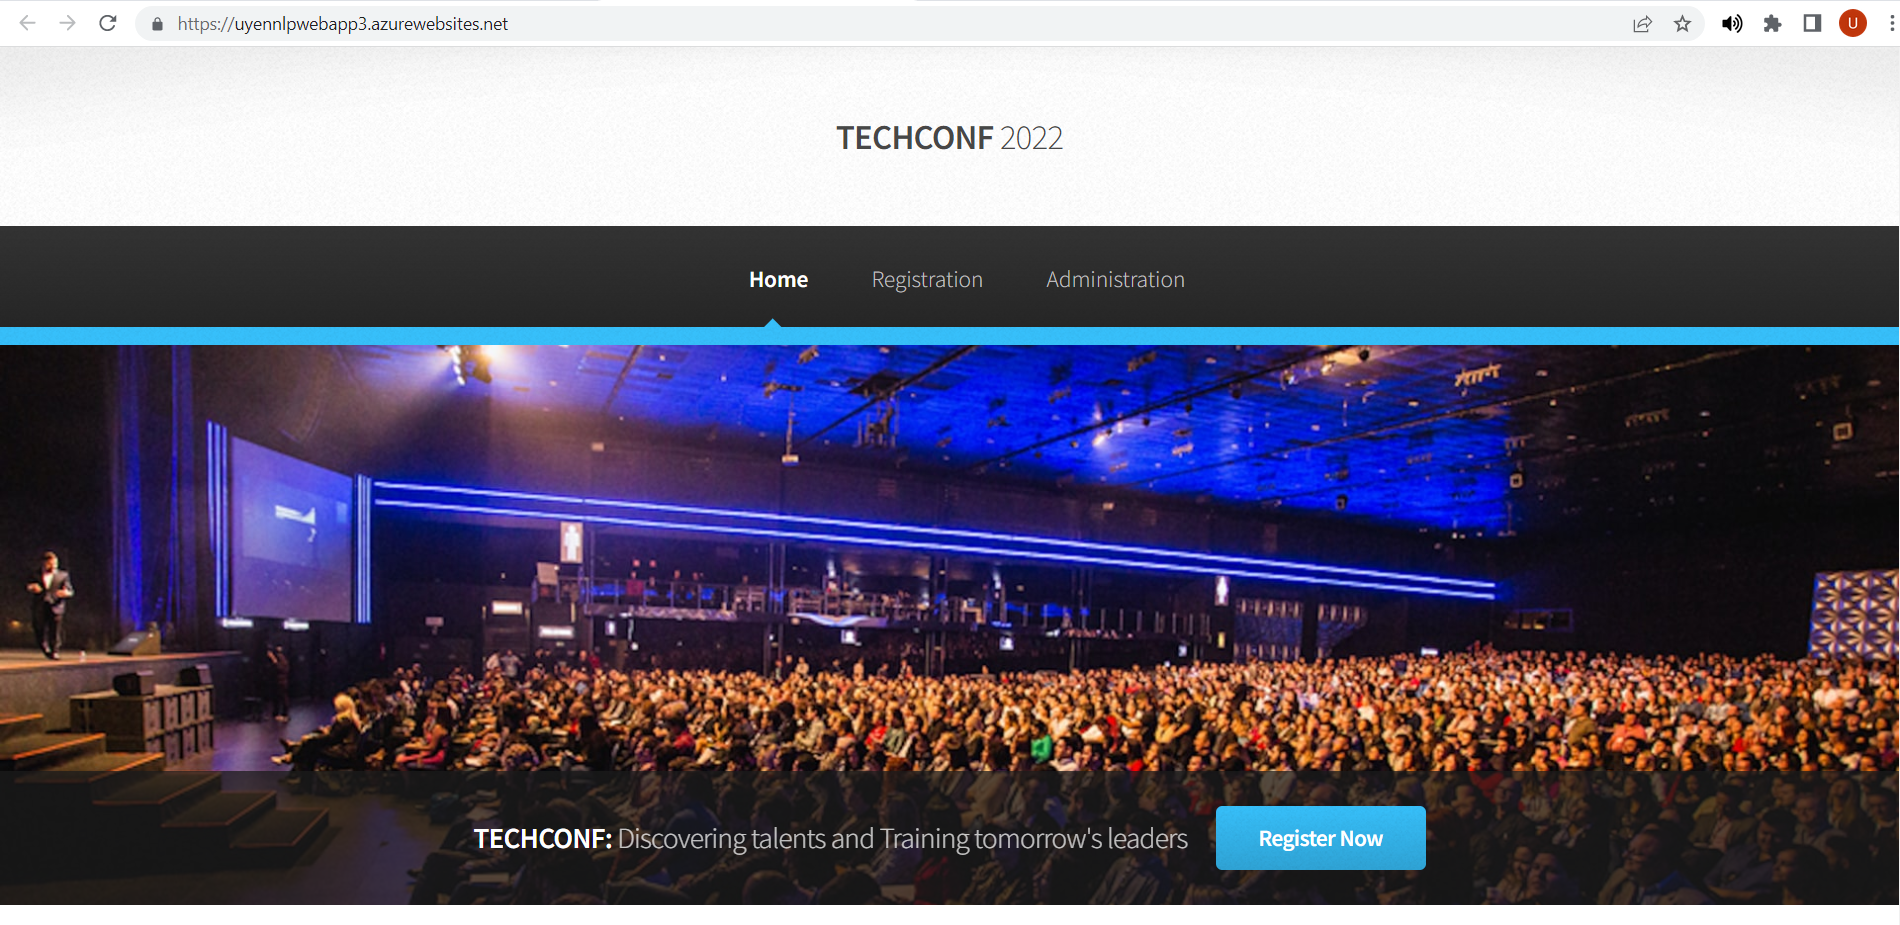 https://uyennlpwebapp3.azurewebsites.net
U
TECHCONF 2022
Home Registration Administration
TECHCONF: Discovering talents and Training tomorrow's leaders Register Now